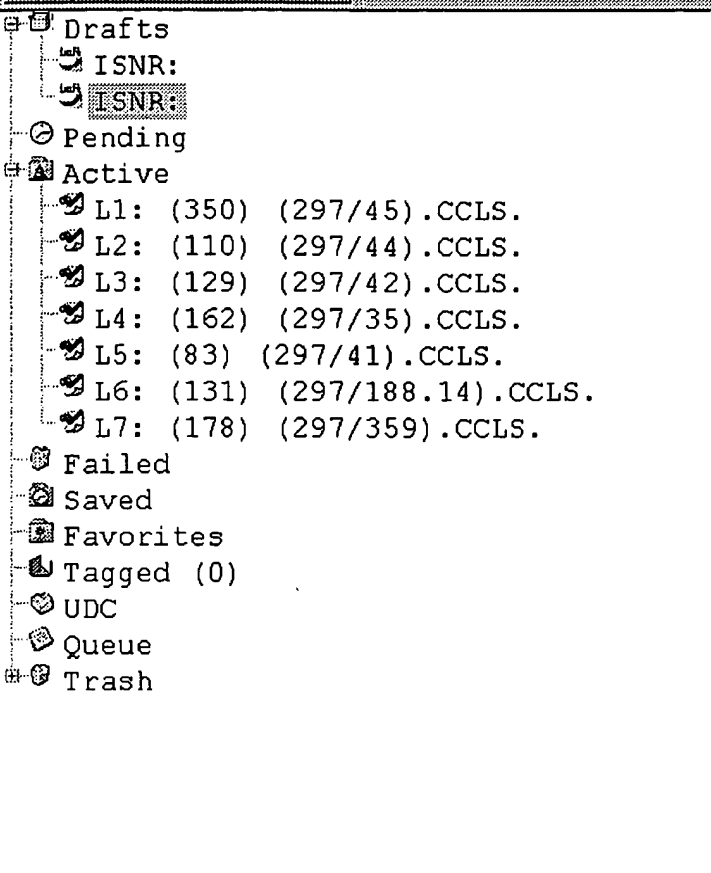 Drafts
ISNR:
ISNR:
Pending
Active
L1: (350) (297/45).CCLS.
L2: (110) (297/44).CCLS.
L3: (129) (297/42).CCLS.
L4: (162) (297/35).CCLS.
L5: (83) (297/41).CCLS.
L6: (131) (297/188.14).CCLS.
L7: (178) (297/359).CCLS.
Failed
Saved
Favorites
Tagged (0)
UDC
Queue
Trash